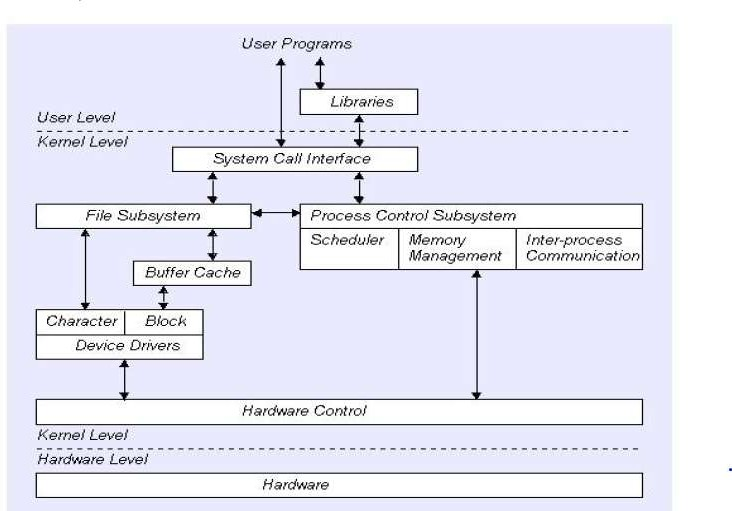 User Programs
Libraries
User Level
Kernel Level
System Call Interface
File Subsystem
Process Control Subsystem
Scheduler
Memory
Management
Inter-process
Communication
Buffer Cache
Character
Block
Device Drivers
Hardware Control
Kernel Level
Hardware Level
Hardware